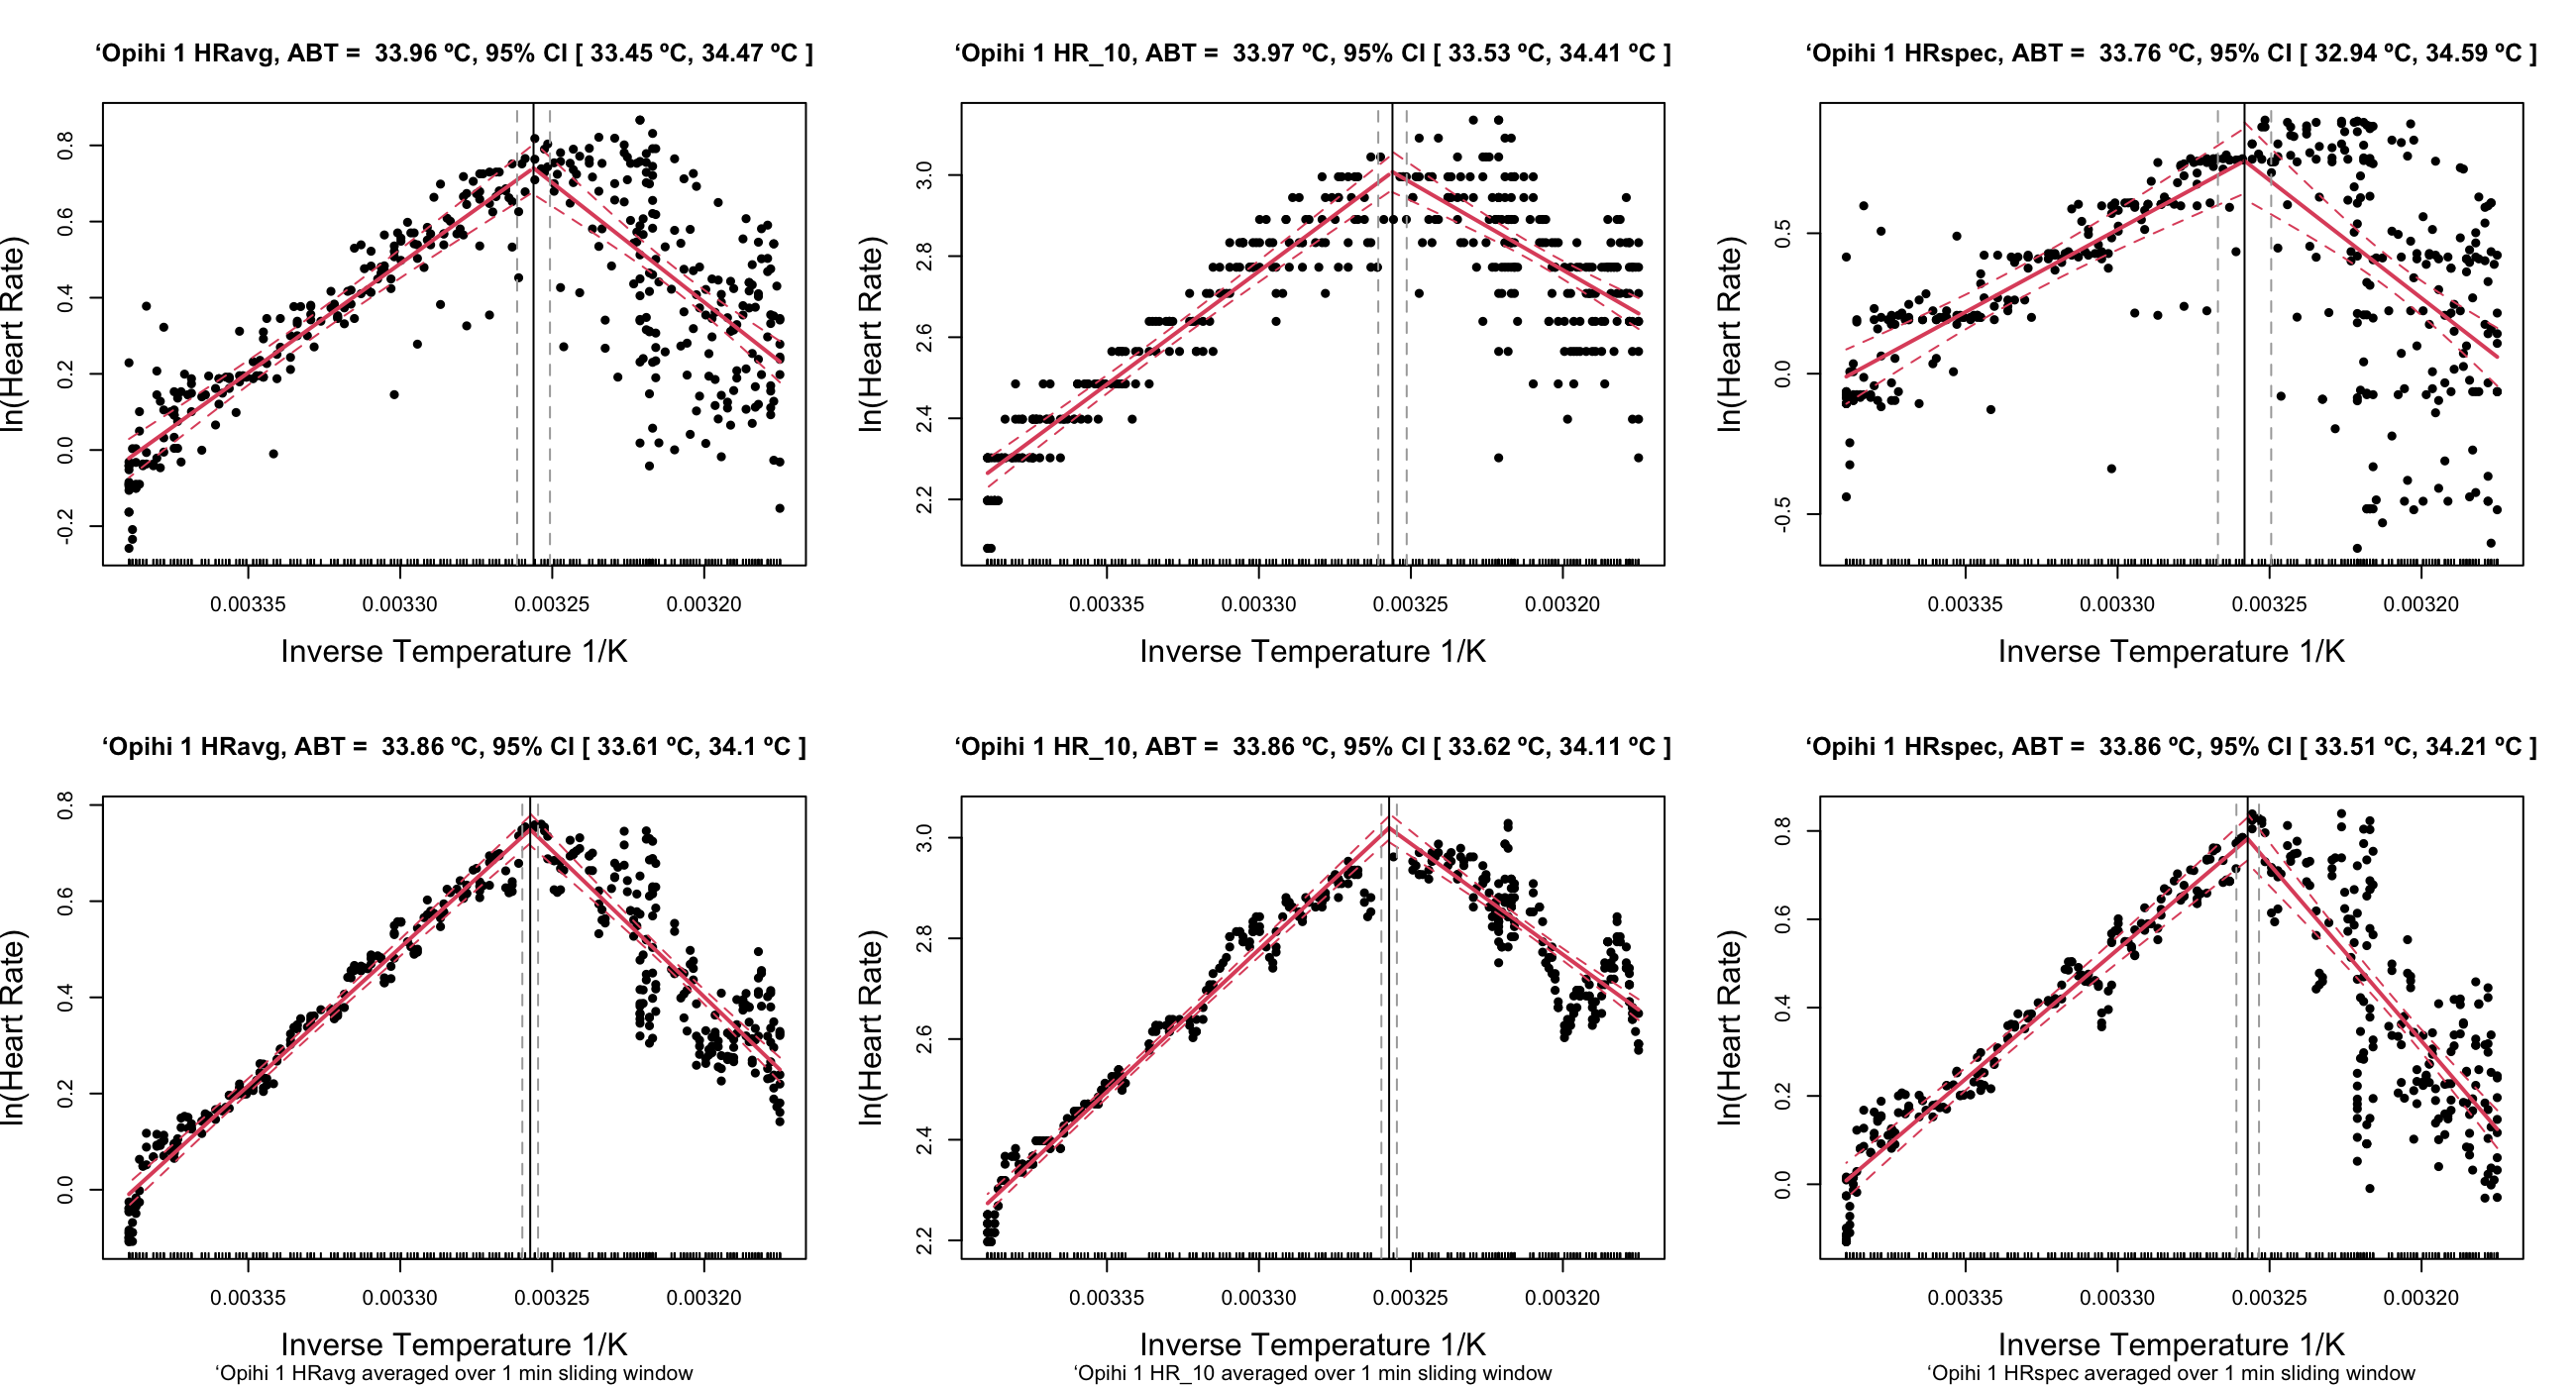 ‘Opihi 1 HRavg, ABT =  33.96 ºC, 95% CI [ 33.45 ºC, 34.47 ºC ]
ln(Heart Rate)
0.8
0.6
0.4
0.2
0.0
-0.2
0.00335 0.00330 0.00325 0.00320
Inverse Temperature 1/K
‘Opihi 1 HR_10, ABT =  33.97 ºC, 95% CI [ 33.53 ºC, 34.41 ºC ]
ln(Heart Rate)
3.0
2.8
2.6
2.4
2.2
0.00335 0.00330 0.00325 0.00320
Inverse Temperature 1/K
‘Opihi 1 HRspec, ABT =  33.76 ºC, 95% CI [ 32.94 ºC, 34.59 ºC ]
ln(Heart Rate)
0.5
0.0
-0.5
0.00335 0.00330 0.00325 0.00320
Inverse Temperature 1/K
‘Opihi 1 HRavg, ABT =  33.86 ºC, 95% CI [ 33.61 ºC, 34.1 ºC ]
ln(Heart Rate)
0.8
0.6
0.4
0.2
0.0
0.00335 0.00330 0.00325 0.00320
Inverse Temperature 1/K
‘Opihi 1 HRavg averaged over 1 min sliding window
‘Opihi 1 HR_10, ABT =  33.86 ºC, 95% CI [ 33.62 ºC, 34.11 ºC ]
ln(Heart Rate)
3.0
2.8
2.6
2.4
2.2
0.00335 0.00330 0.00325 0.00320
Inverse Temperature 1/K
‘Opihi 1 HR_10 averaged over 1 min sliding window
‘Opihi 1 HRspec, ABT =  33.86 ºC, 95% CI [ 33.51 ºC, 34.21 ºC ]
ln(Heart Rate)
0.8
0.6
0.4
0.2
0.0
0.00335 0.00330 0.00325 0.00320
Inverse Temperature 1/K
‘Opihi 1 HRspec averaged over 1 min sliding window